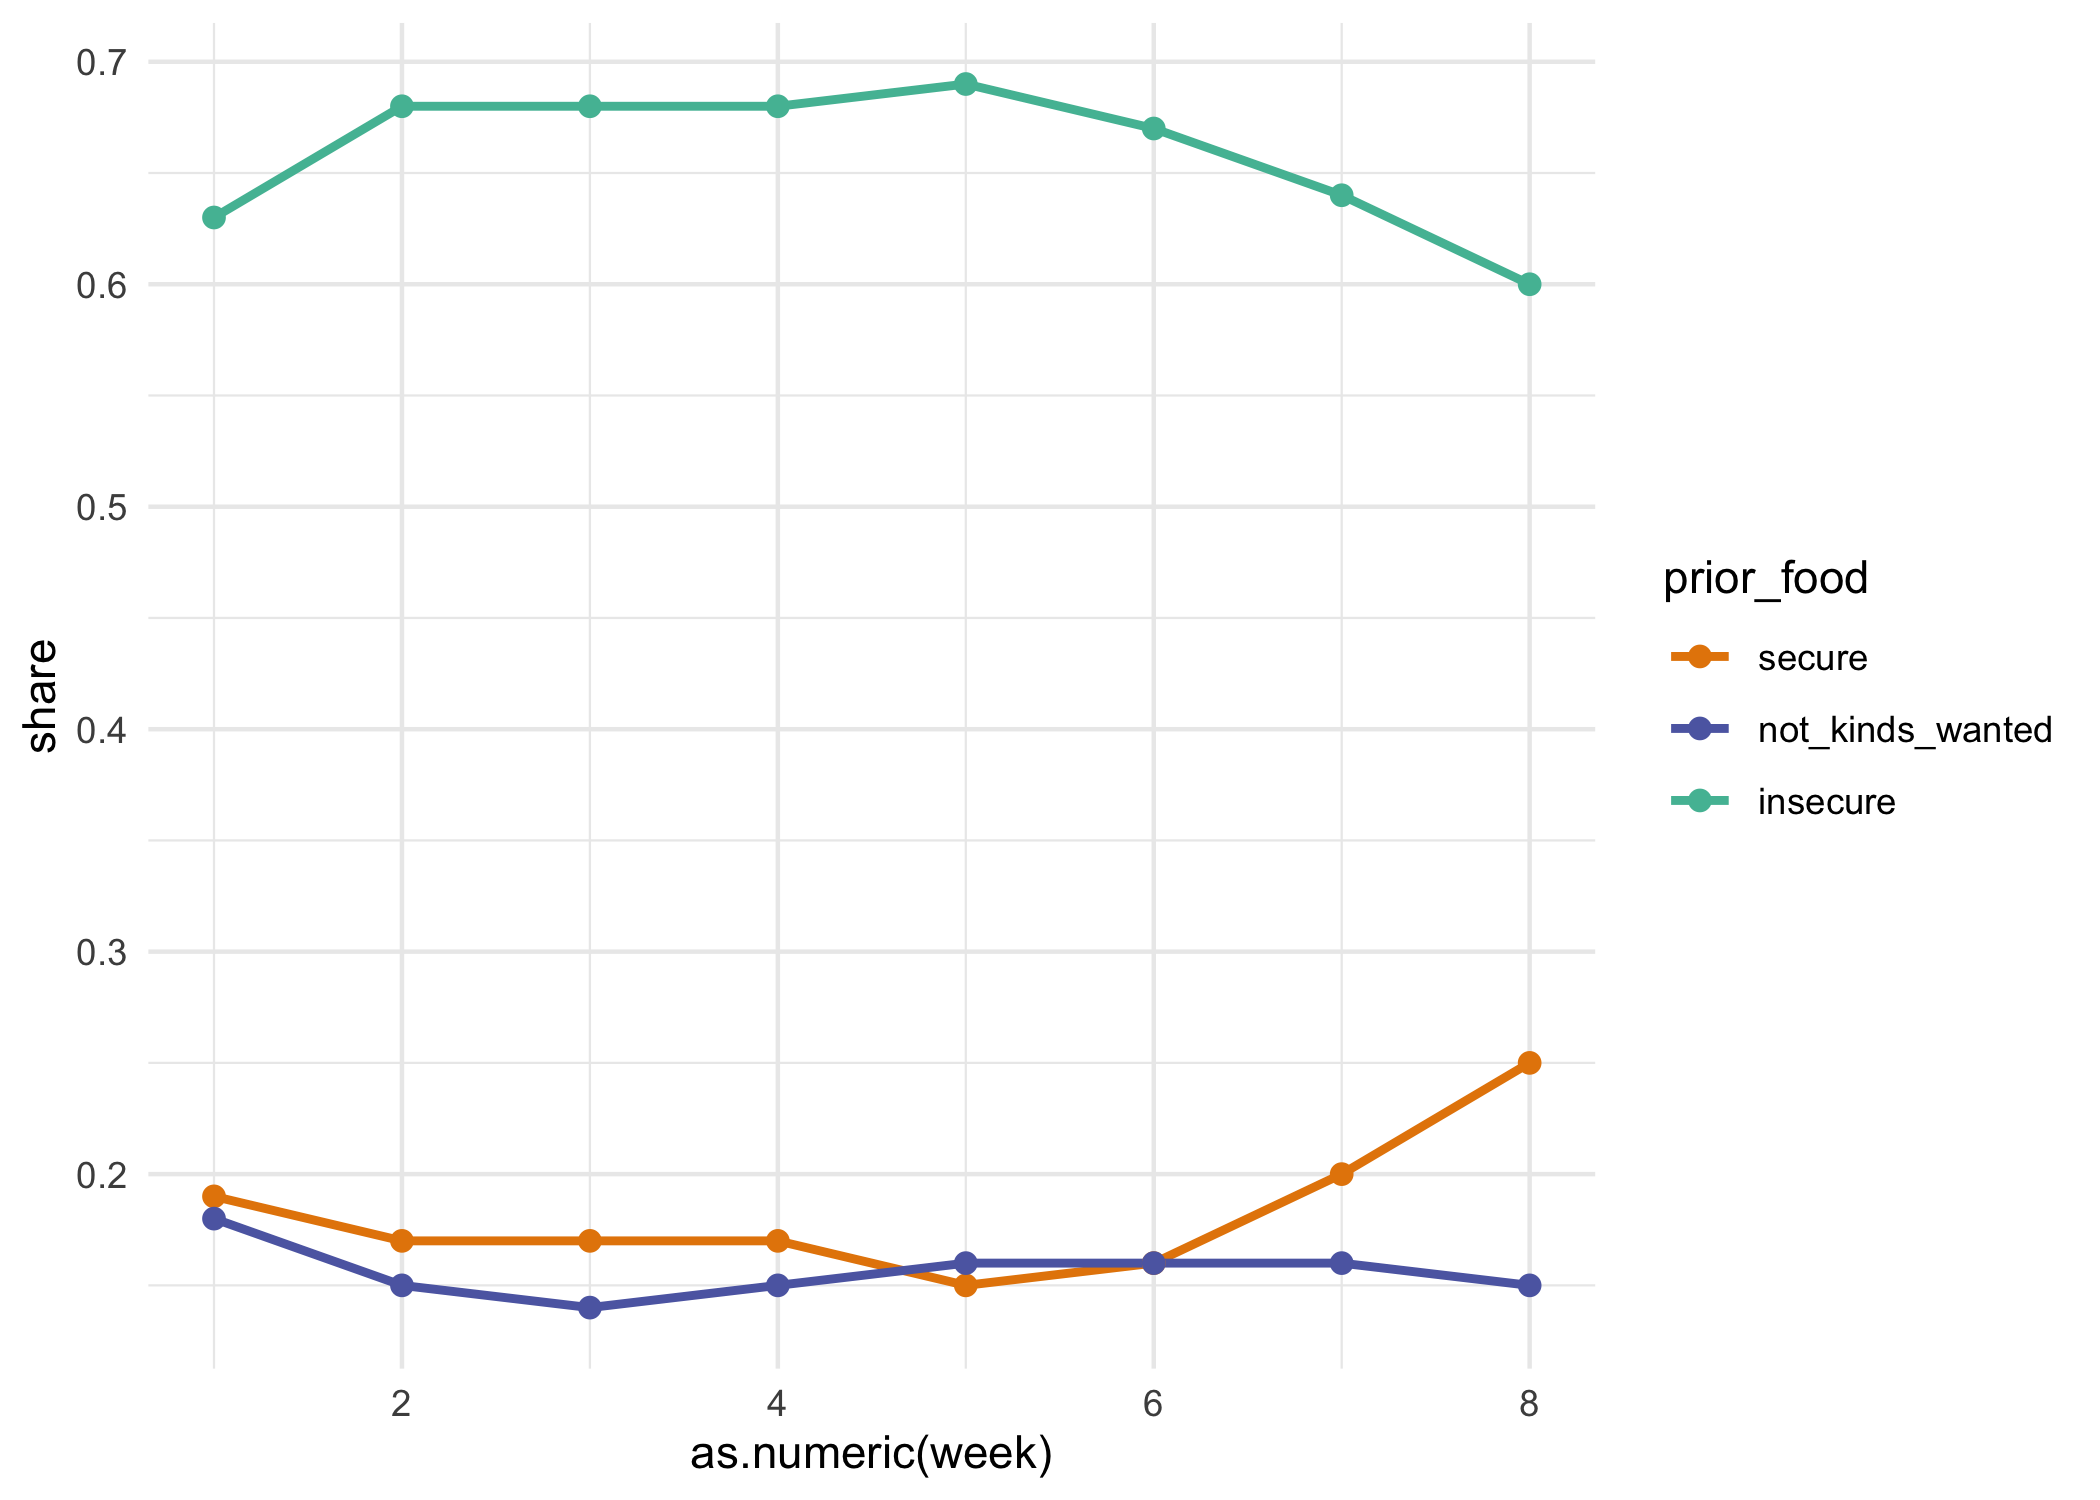 0.7
0.6
0.5
0.4
0.3
0.2
share
2 4 6 8
as.numeric(week)
prior_food
secure
not_kinds_wanted
insecure